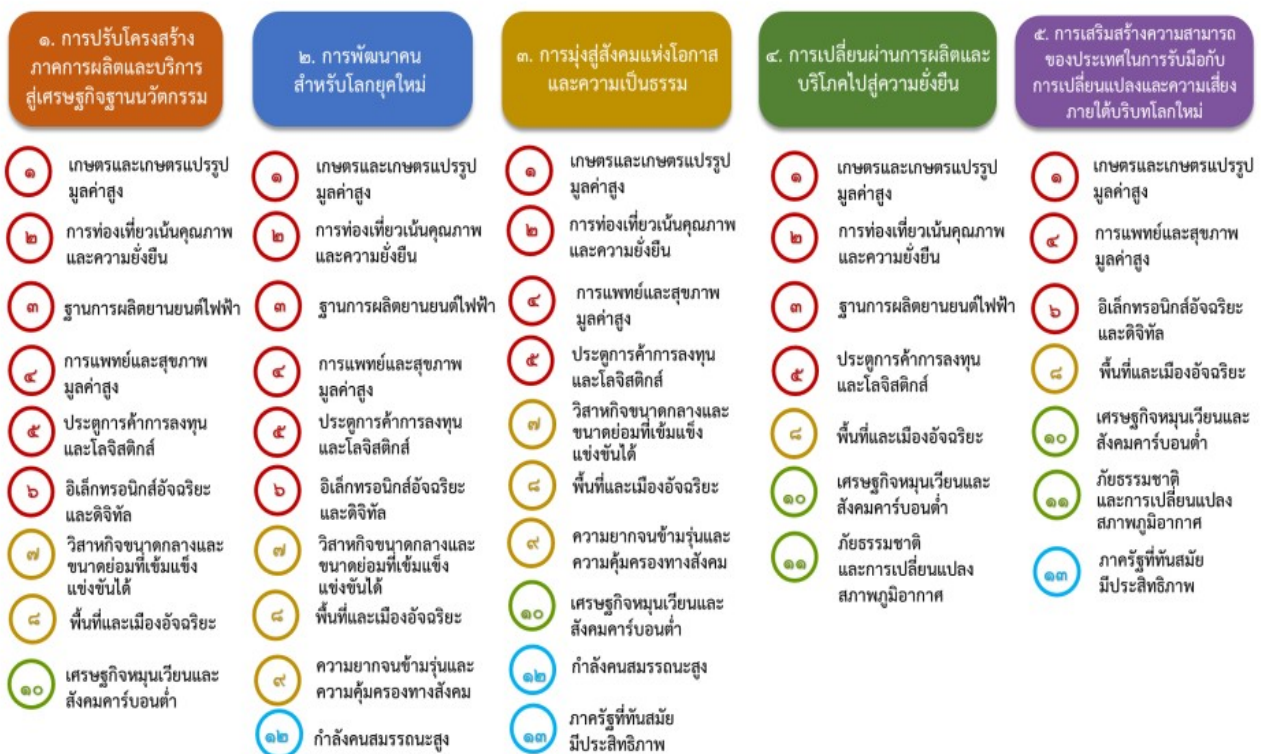 ๑. การปรับโครงสร้าง
ภาคการผลิตและบริการ
สู่เศรษฐกิจฐานนวัตกรรม
๑
เกษตรและเกษตรแปรรูป
มูลค่าสูง
๒
การท่องเที่ยวเน้นคุณภาพ
และความยั่งยืน
๓
ฐานการผลิตยานยนต์ไฟฟ้า
๔
การแพทย์และสุขภาพ
มูลค่าสูง
๕
ประตูการค้าการลงทุน
และโลจิสติกส์
๖
อิเล็กทรอนิกส์อัจฉริยะ
และดิจิทัล
๗
วิสาหกิจขนาดกลางและ
ขนาดย่อมที่เข้มแข็ง
แข่งขันได้
๘
พื้นที่และเมืองอัจฉริยะ
๑๐
เศรษฐกิจหมุนเวียนและ
สังคมคาร์บอนต่ำ
๒. การพัฒนาคน
สำหรับโลกยุคใหม่
๑
เกษตรและเกษตรแปรรูป
มูลค่าสูง
๒
การท่องเที่ยวเน้นคุณภาพ
และความยั่งยืน
๓
ฐานการผลิตยานยนต์ไฟฟ้า
๔
การแพทย์และสุขภาพ
มูลค่าสูง
๕
ประตูการค้าการลงทุน
และโลจิสติกส์
๖
อิเล็กทรอนิกส์อัจฉริยะ
และดิจิทัล
๗
วิสาหกิจขนาดกลางและ
ขนาดย่อมที่เข้มแข็ง
แข่งขันได้
๘
พื้นที่และเมืองอัจฉริยะ
๙
ความยากจนข้ามรุ่นและ
ความคุ้มครองทางสังคม
๑๒
กำลังคนสมรรถนะสูง
๓. การมุ่งสู่สังคมแห่งโอกาส
และความเป็นธรรม
๑
เกษตรและเกษตรแปรรูป
มูลค่าสูง
๒
การท่องเที่ยวเน้นคุณภาพ
และความยั่งยืน
๔
การแพทย์และสุขภาพ
มูลค่าสูง
๕
ประตูการค้าการลงทุน
และโลจิสติกส์
๗
วิสาหกิจขนาดกลางและ
ขนาดย่อมที่เข้มแข็ง
แข่งขันได้
๘
พื้นที่และเมืองอัจฉริยะ
๙
ความยากจนข้ามรุ่นและ
ความคุ้มครองทางสังคม
๑๐
เศรษฐกิจหมุนเวียนและ
สังคมคาร์บอนต่ำ
๑๒
กำลังคนสมรรถนะสูง
๑๓
ภาครัฐที่ทันสมัย
มีประสิทธิภาพ
๔. การเปลี่ยนผ่านการผลิตและ
บริโภคไปสู่ความยั่งยืน
๑
เกษตรและเกษตรแปรรูป
มูลค่าสูง
๒
การท่องเที่ยวเน้นคุณภาพ
และความยั่งยืน
๓
ฐานการผลิตยานยนต์ไฟฟ้า
๕
ประตูการค้าการลงทุน
และโลจิสติกส์
๘
พื้นที่และเมืองอัจฉริยะ
๑๐
เศรษฐกิจหมุนเวียนและ
สังคมคาร์บอนต่ำ
๑๑
ภัยธรรมชาติ
และการเปลี่ยนแปลง
สภาพภูมิอากาศ
๕. การเสริมสร้างความสามารถ
ของประเทศในการรับมือกับ
การเปลี่ยนแปลงและความเสี่ยง
ภายใต้บริบทโลกใหม่
๑
เกษตรและเกษตรแปรรูป
มูลค่าสูง
๔
การแพทย์และสุขภาพ
มูลค่าสูง
๖
อิเล็กทรอนิกส์อัจฉริยะ
และดิจิทัล
๘
พื้นที่และเมืองอัจฉริยะ
๑๐
เศรษฐกิจหมุนเวียนและ
สังคมคาร์บอนต่ำ
๑๑
ภัยธรรมชาติ
และการเปลี่ยนแปลง
สภาพภูมิอากาศ
๑๓
ภาครัฐที่ทันสมัย
มีประสิทธิภาพ